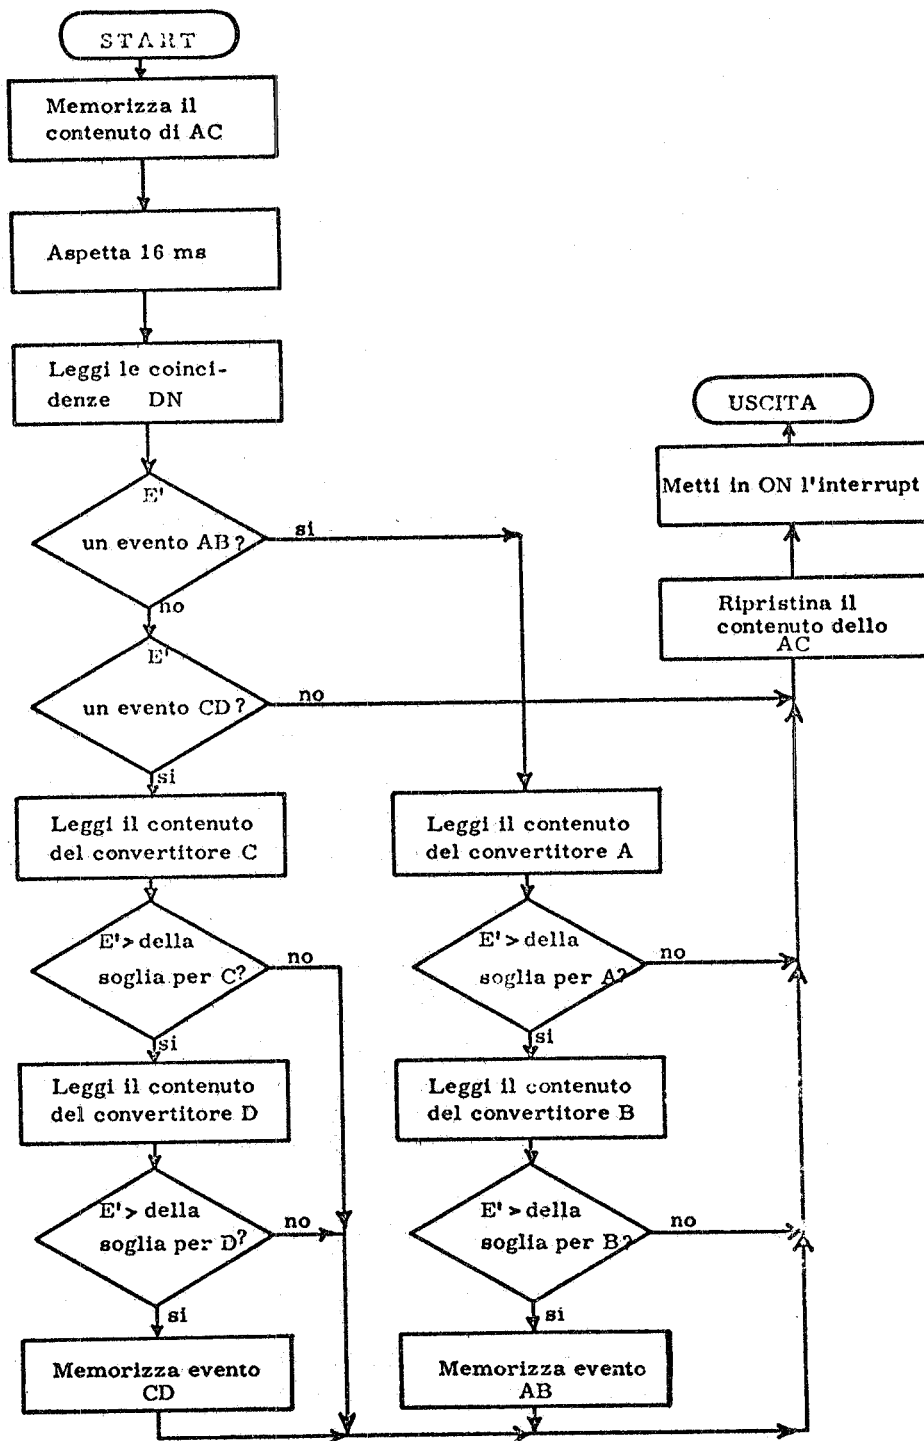 START
Memorizza il
contenuto di AC
Aspetta 16 ms
Leggi le coinci-
denze DN
E'
un evento AB?
si
no
E'
un evento CD?
no
si
Leggi il contenuto
del convertitore C
E' > della
soglia per C?
no
si
Leggi il contenuto
del convertitore D
E' > della
soglia per D?
no
si
Memorizza evento
CD
Leggi il contenuto
del convertitore A
E' > della
soglia per A?
no
si
Leggi il contenuto
del convertitore B
E' > della
soglia per B?
no
si
Memorizza evento
AB
Ripristina il
contenuto dello
AC
Metti in ON l'interrupt
USCITA